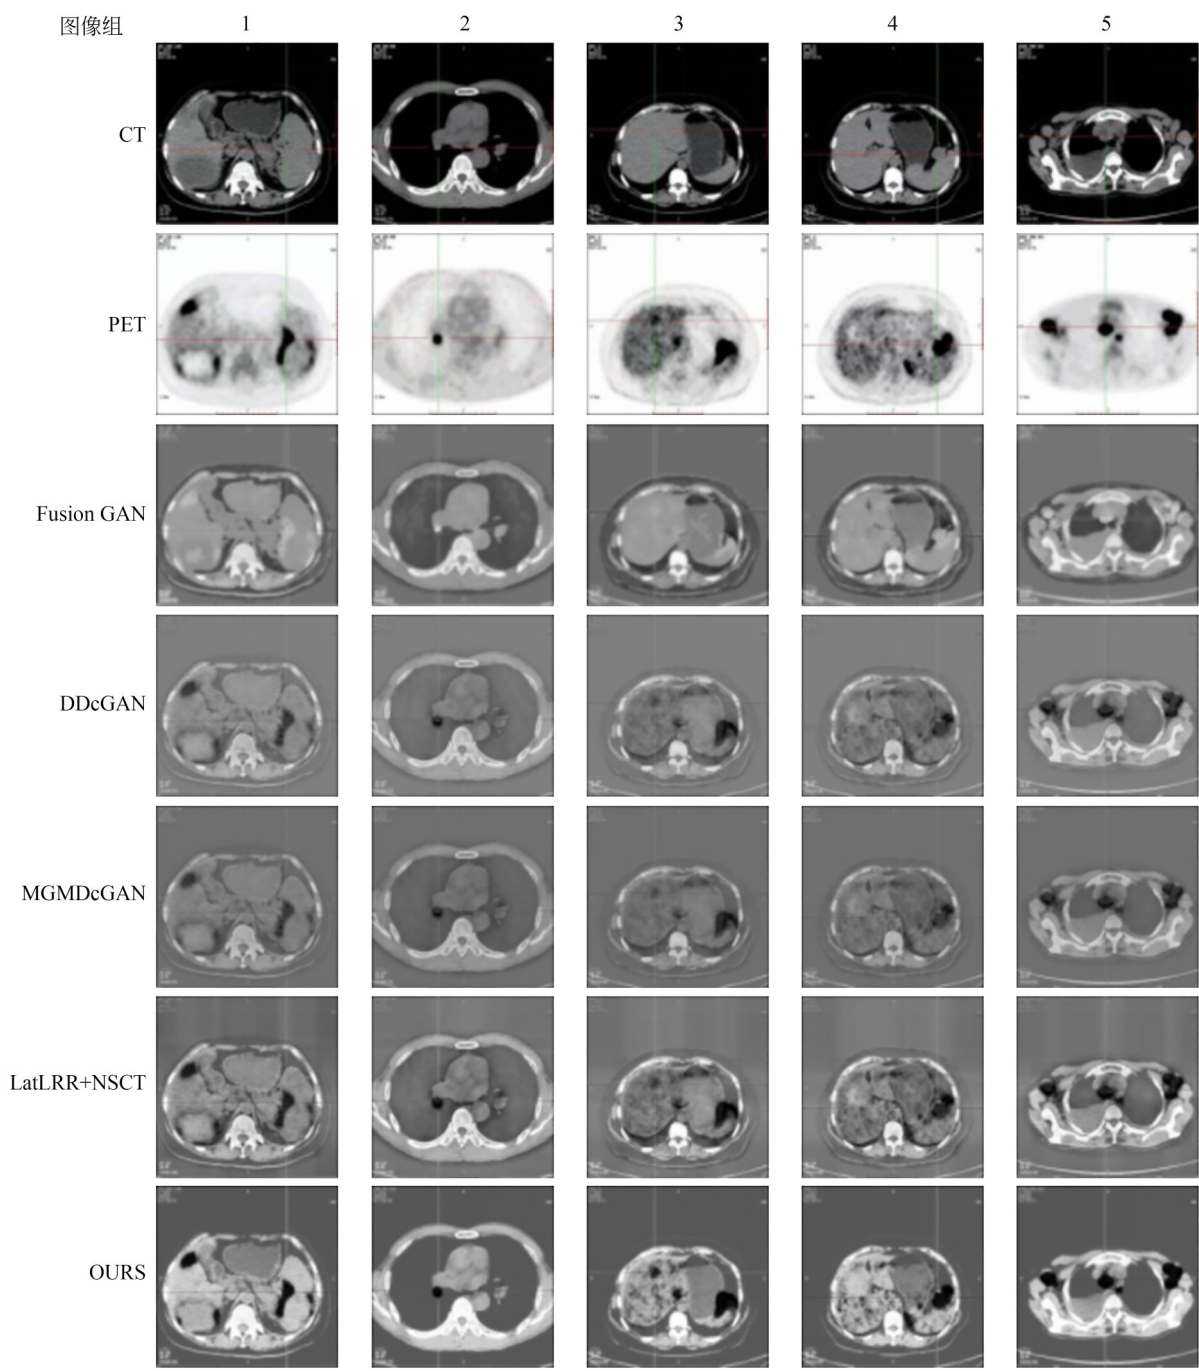 图像组 1 2 3 4 5
CT
PET
Fusion GAN
DDcGAN
MGMDcGAN
LatLRR+NSCT
OURS